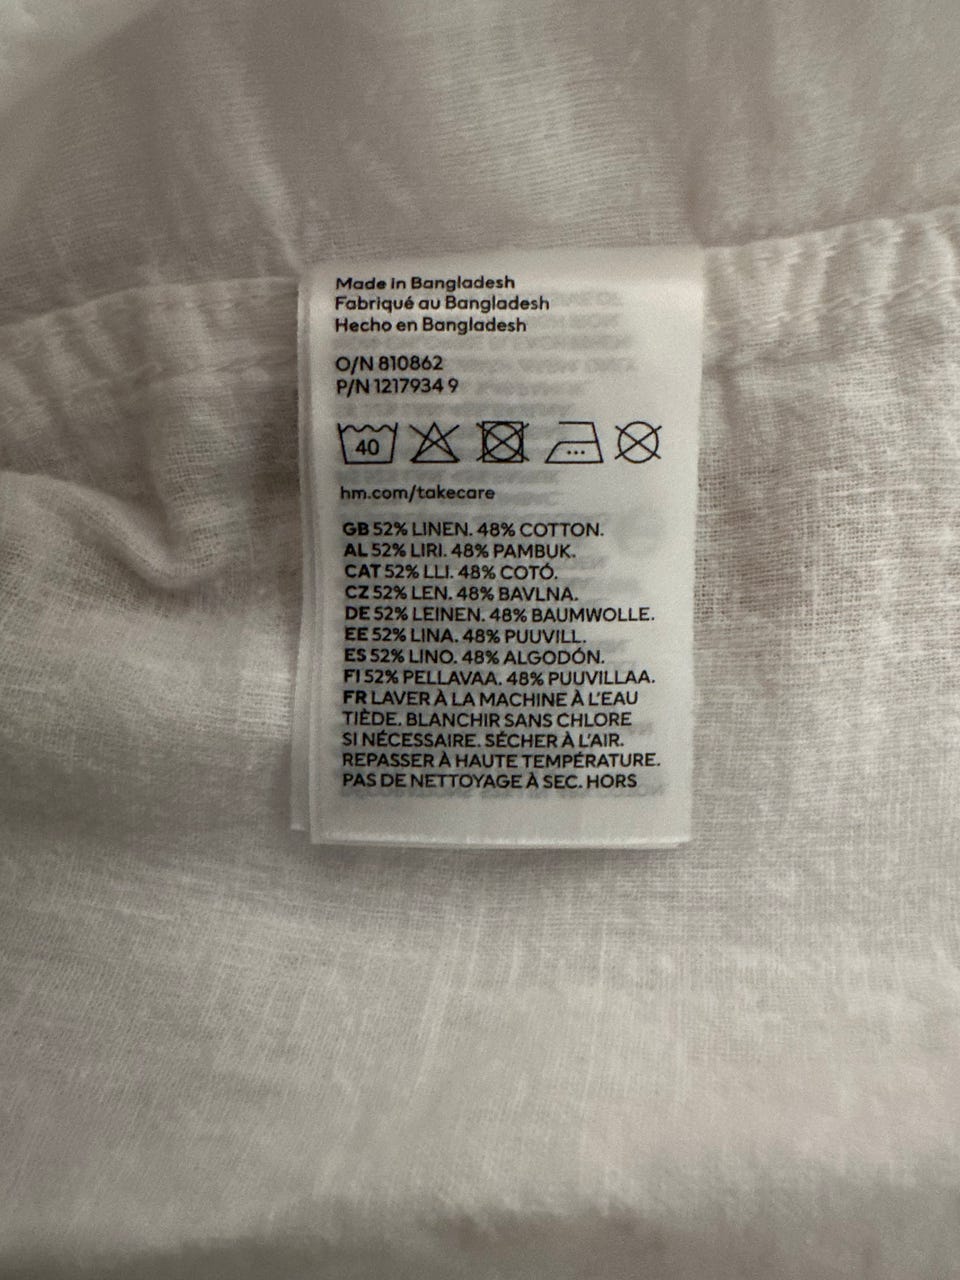 Made in Bangladesh
Fabriqué au Bangladesh
Hecho en Bangladesh
O/N 810862
P/N 1217934 9
40
hm.com/takecare
GB 52% LINEN. 48% COTTON.
AL 52% LIRI. 48% PAMBUK.
CAT 52% LLI. 48% COTÓ.
CZ 52% LEN. 48% BAVLNA.
DE 52% LEINEN. 48% BAUMWOLLE.
EE 52% LINA. 48% PUUVILL.
ES 52% LINO. 48% ALGODÓN.
FI 52% PELLAVAA. 48% PUUVILLAA.
FR LAVER À LA MACHINE À L'EAU
TIÈDE. BLANCHIR SANS CHLORE
SI NÉCESSAIRE. SÉCHER À L'AIR.
REPASSER À HAUTE TEMPÉRATURE.
PAS DE NETTOYAGE À SEC. HORS